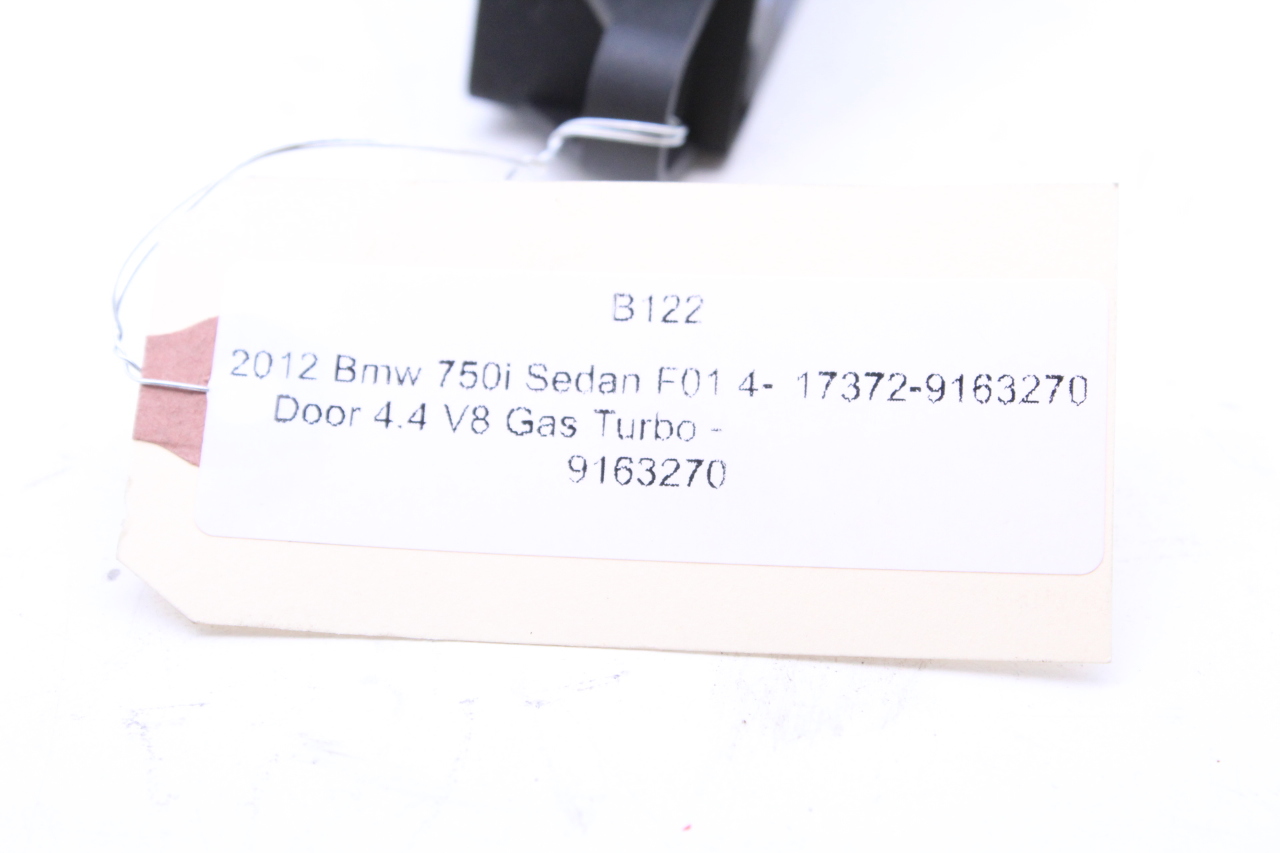 B122
2012 Bmw 750i Sedan F01 4- 17372-9163270
Door 4.4 V8 Gas Turbo -
9163270